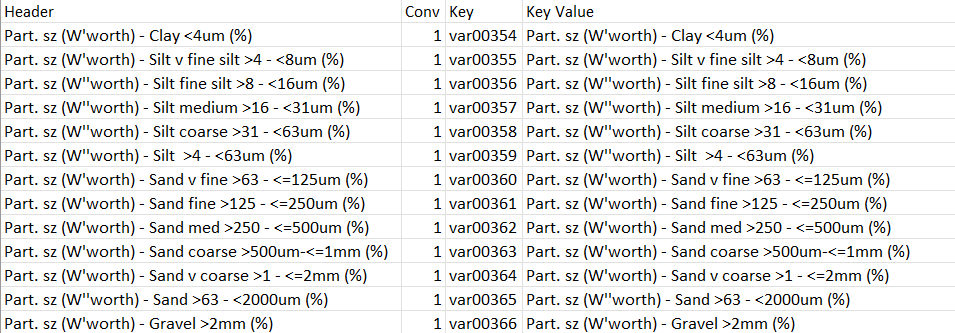 Header Conv Key Key Value
Part. sz (W'worth) - Clay <4um (%) 1 var00354 Part. sz (W'worth) - Clay <4um (%)
Part. sz (W'worth) - Silt v fine silt >4 - <8um (%) 1 var00355 Part. sz (W'worth) - Silt v fine silt >4 - <8um (%)
Part. sz (W''worth) - Silt fine silt >8 - <16um (%) 1 var00356 Part. sz (W''worth) - Silt fine silt >8 - <16um (%)
Part. sz (W''worth) - Silt medium >16 - <31um (%) 1 var00357 Part. sz (W''worth) - Silt medium >16 - <31um (%)
Part. sz (W''worth) - Silt coarse >31 - <63um (%) 1 var00358 Part. sz (W''worth) - Silt coarse >31 - <63um (%)
Part. sz (W''worth) - Silt  >4 - <63um (%) 1 var00359 Part. sz (W''worth) - Silt  >4 - <63um (%)
Part. sz (W'worth) - Sand v fine >63 - <=125um (%) 1 var00360 Part. sz (W'worth) - Sand v fine >63 - <=125um (%)
Part. sz (W'worth) - Sand fine >125 - <=250um (%) 1 var00361 Part. sz (W'worth) - Sand fine >125 - <=250um (%)
Part. sz (W'worth) - Sand med >250 - <=500um (%) 1 var00362 Part. sz (W'worth) - Sand med >250 - <=500um (%)
Part. sz (W'worth) - Sand coarse >500um-<=1mm (%) 1 var00363 Part. sz (W'worth) - Sand coarse >500um-<=1mm (%)
Part. sz (W'worth) - Sand v coarse >1 - <=2mm (%) 1 var00364 Part. sz (W'worth) - Sand v coarse >1 - <=2mm (%)
Part. sz (W''worth) - Sand >63 - <2000um (%) 1 var00365 Part. sz (W''worth) - Sand >63 - <2000um (%)
Part. sz (W''worth) - Gravel >2mm (%) 1 var00366 Part. sz (W''worth) - Gravel >2mm (%)